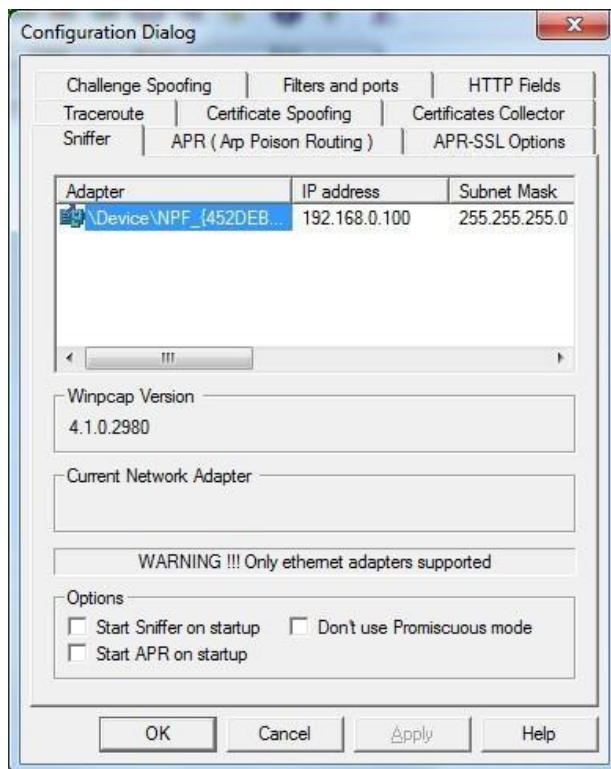 Configuration Dialog
Challenge Spoofing Filters and ports HTTP Fields
Traceroute Certificate Spoofing Certificates Collector
Sniffer APR ( Arp Poison Routing ) APR-SSL Options
Adapter IP address Subnet Mask
\Device\NPF_{452DEB... 192.168.0.100 255.255.255.0
Winpcap Version
4.1.0.2980
Current Network Adapter
WARNING !!! Only ethernet adapters supported
Options
Start Sniffer on startup Don't use Promiscuous mode
Start APR on startup
OK Cancel Apply Help